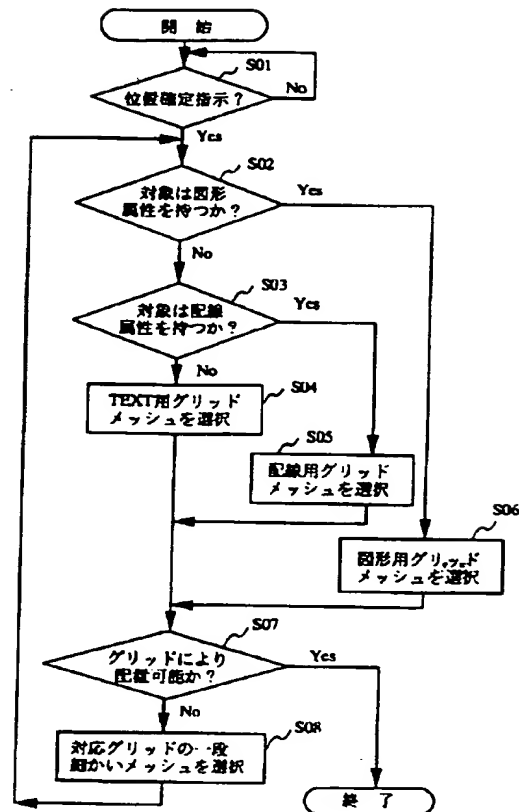 開 始
S01
位置確定指示?
No
Yes
S02
対象は図形
属性を持つか?
Yes
No
S03
対象は配線
属性を持つか?
Yes
No
S04
TEXT用グリッド
メッシュを選択
S05
配線用グリッド
メッシュを選択
S06
図形用グリッド
メッシュを選択
S07
グリッドにより
配置可能か?
Yes
No
S08
対応グリッドの一段
細かいメッシュを選択
終 了